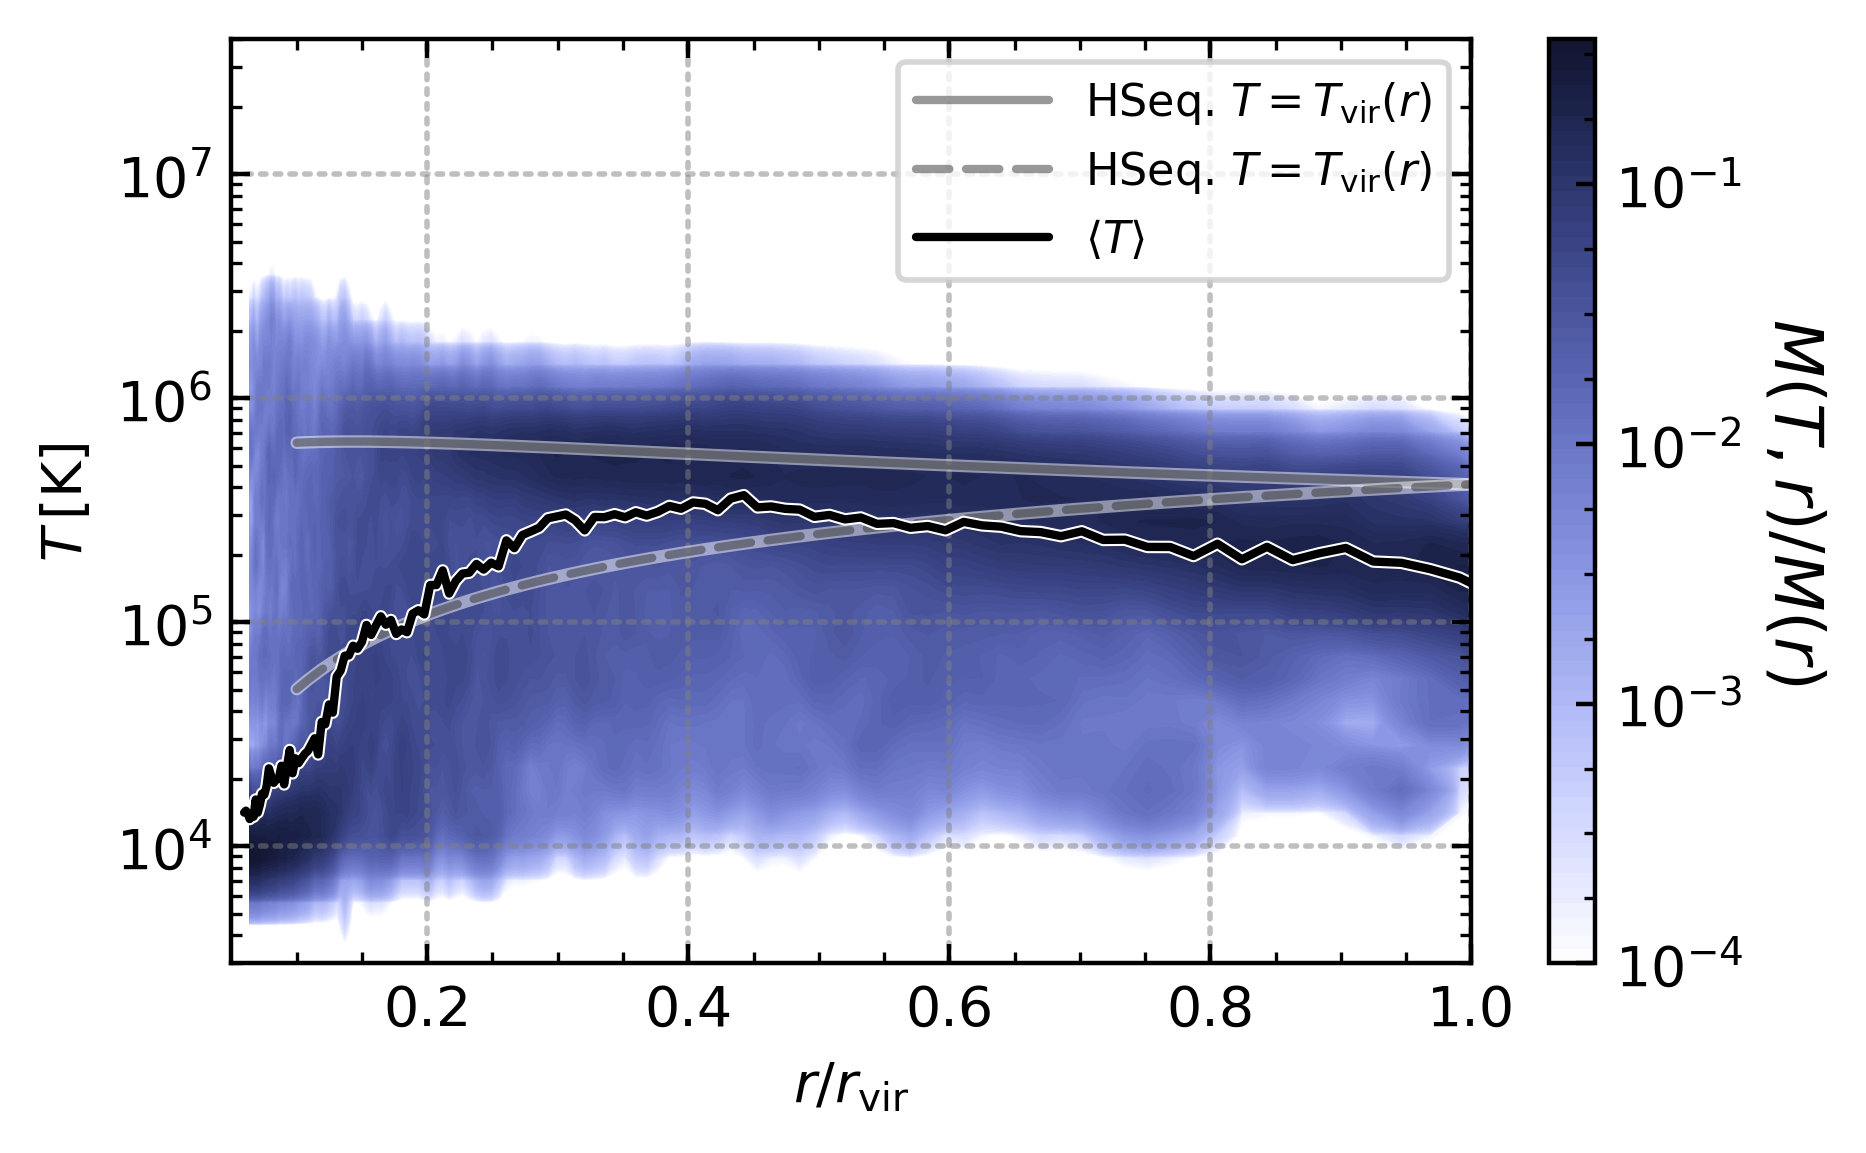 HSeq. T = T_vir(r)
HSeq. T = T_vir(r)
⟨T⟩
10^7
10^6
10^5
10^4
T [K]
0.2 0.4 0.6 0.8 1.0
r/r_vir
10^−1
10^−2
10^−3
10^−4
M(T, r)/M(r)